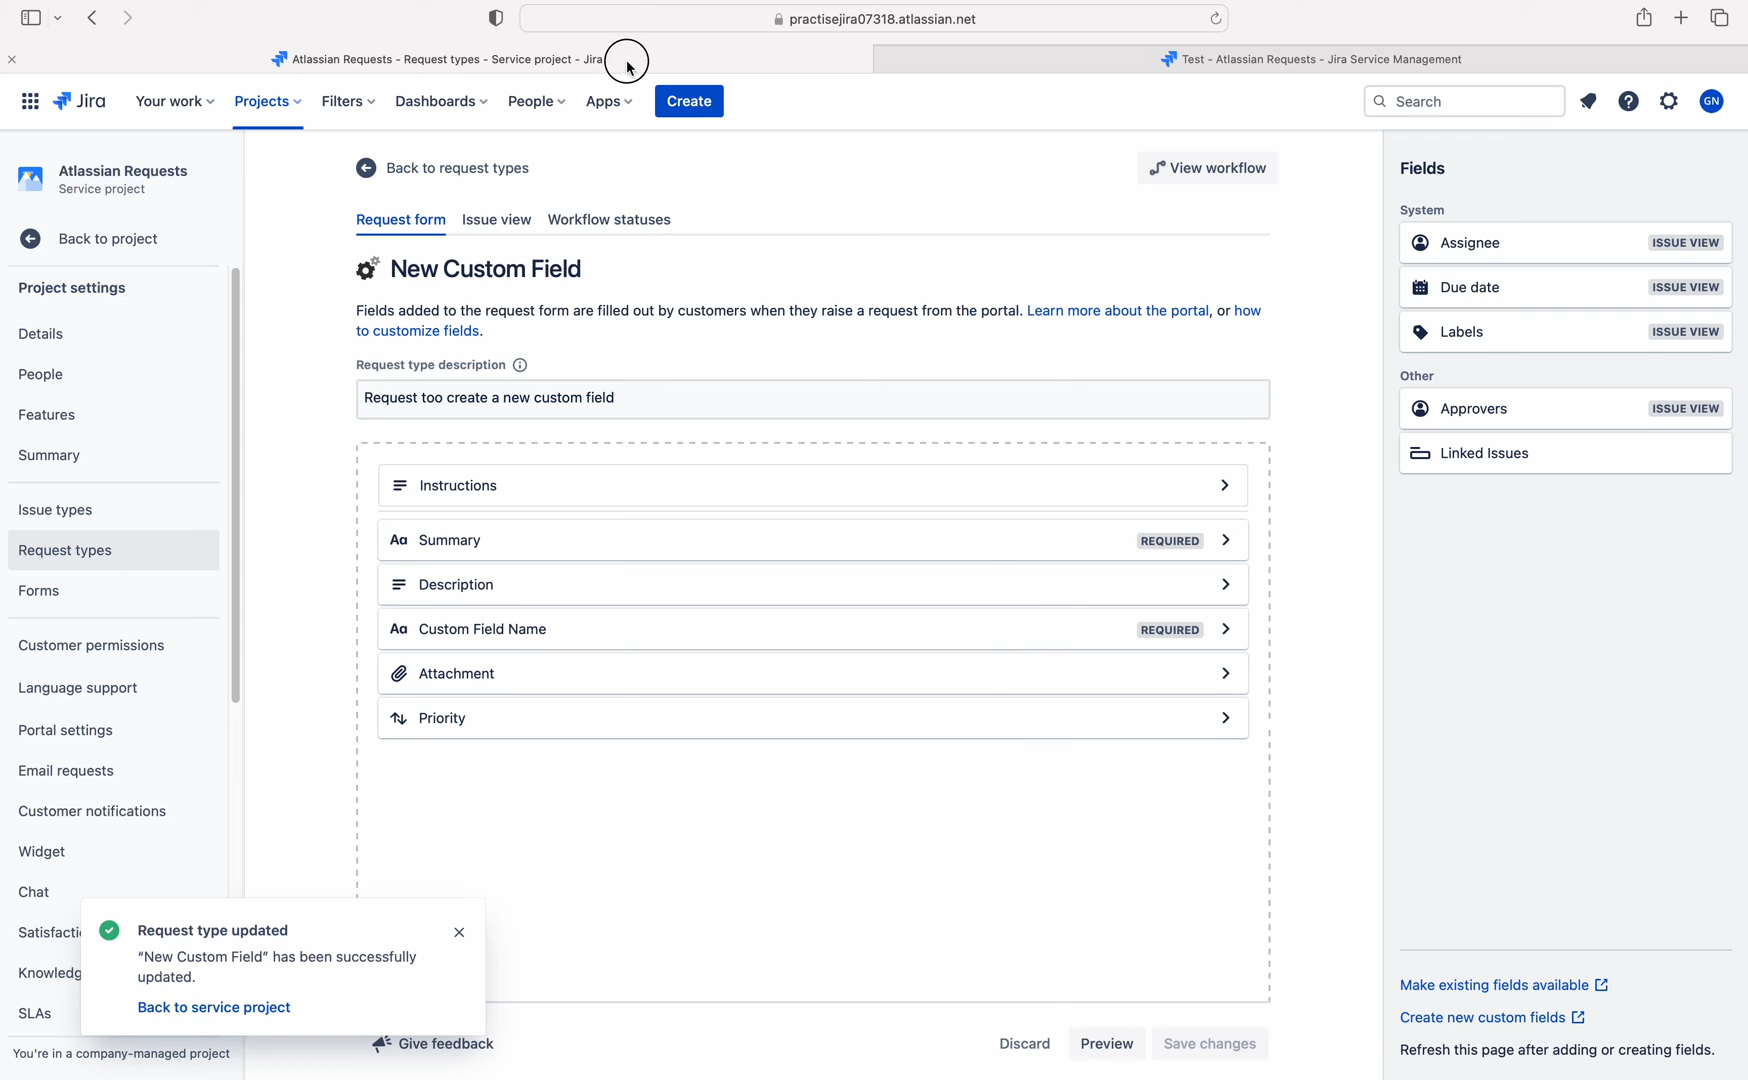 practisejira07318.atlassian.net
Atlassian Requests - Request types - Service project - Jira
Test - Atlassian Requests - Jira Service Management
Jira
Your work
Projects
Filters
Dashboards
People
Apps
Create
Search
GN
Atlassian Requests
Service project
Back to project
Project settings
Details
People
Features
Summary
Issue types
Request types
Forms
Customer permissions
Language support
Portal settings
Email requests
Customer notifications
Widget
Chat
Satisfacti
Knowledg
SLAs
You're in a company-managed project
Back to request types
View workflow
Request form
Issue view
Workflow statuses
New Custom Field
Fields added to the request form are filled out by customers when they raise a request from the portal. Learn more about the portal, or how
to customize fields.
Request type description
Request too create a new custom field
Instructions
Aa Summary REQUIRED
Description
Aa Custom Field Name REQUIRED
Attachment
Priority
Request type updated
“New Custom Field” has been successfully
updated.
Back to service project
Give feedback
Discard
Preview
Save changes
Fields
System
Assignee ISSUE VIEW
Due date ISSUE VIEW
Labels ISSUE VIEW
Other
Approvers ISSUE VIEW
Linked Issues
Make existing fields available
Create new custom fields
Refresh this page after adding or creating fields.